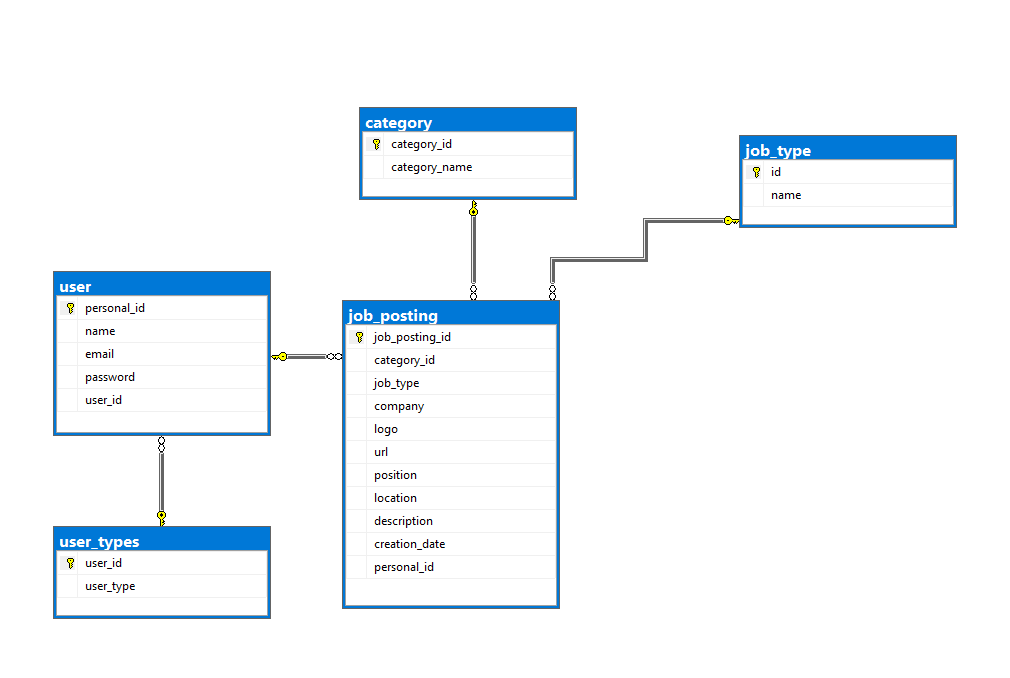 category
category_id
category_name
job_type
id
name
user
personal_id
name
email
password
user_id
job_posting
job_posting_id
category_id
job_type
company
logo
url
position
location
description
creation_date
personal_id
user_types
user_id
user_type